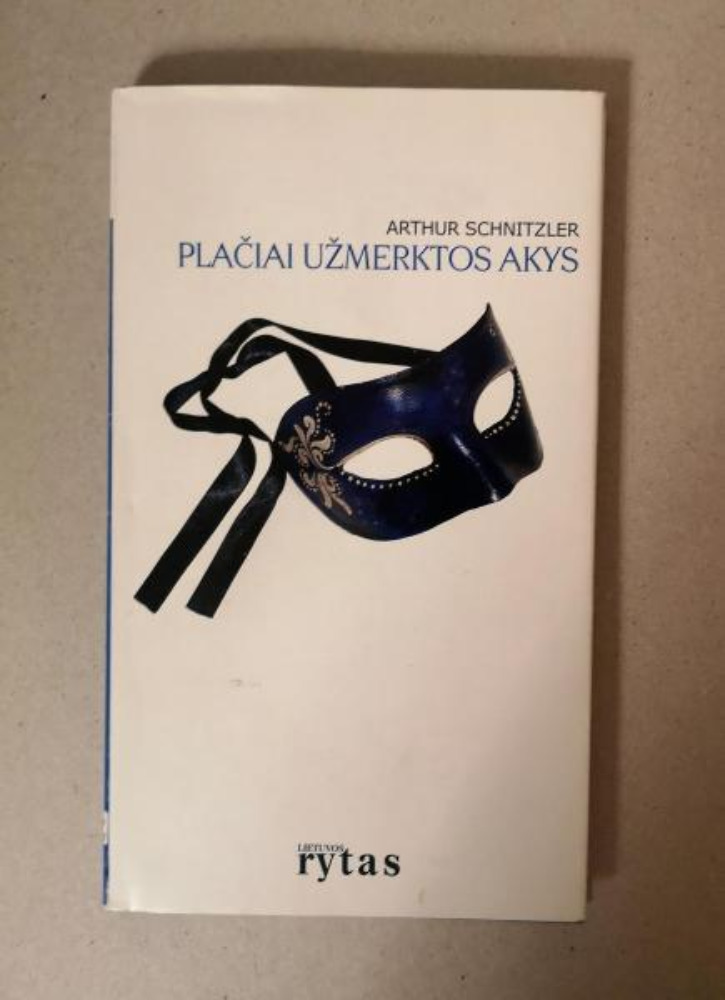 ARTHUR SCHNITZLER
PLAČIAI UŽMERKTOS AKYS
LIETUVOS
rytas